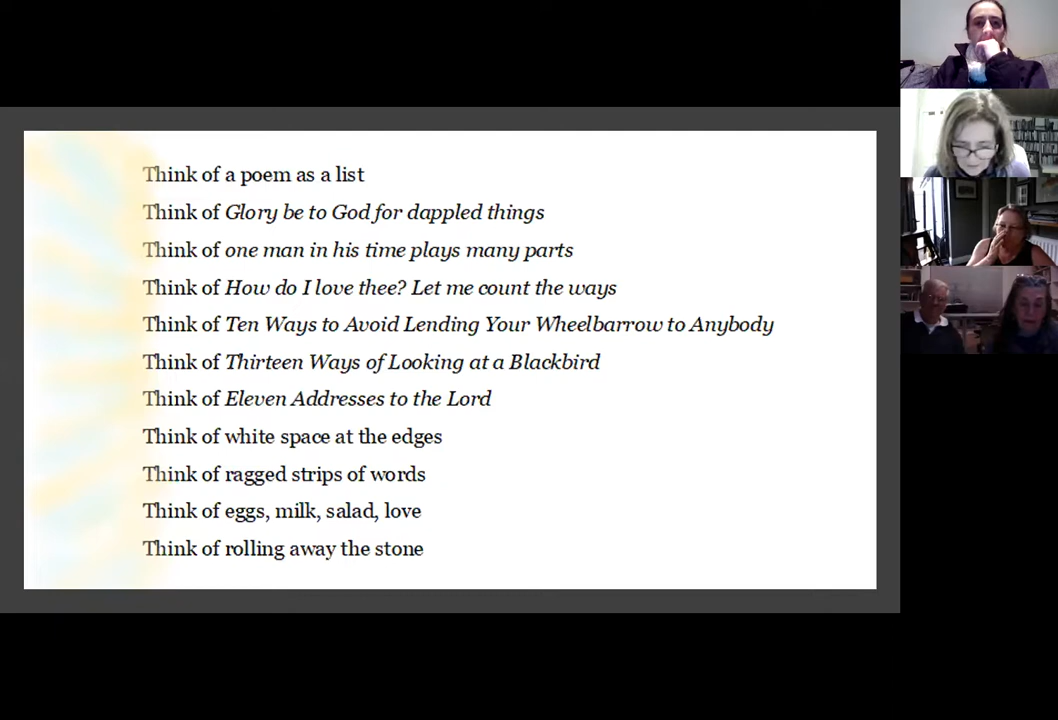 Think of a poem as a list
Think of Glory be to God for dappled things
Think of one man in his time plays many parts
Think of How do I love thee? Let me count the ways
Think of Ten Ways to Avoid Lending Your Wheelbarrow to Anybody
Think of Thirteen Ways of Looking at a Blackbird
Think of Eleven Addresses to the Lord
Think of white space at the edges
Think of ragged strips of words
Think of eggs, milk, salad, love
Think of rolling away the stone